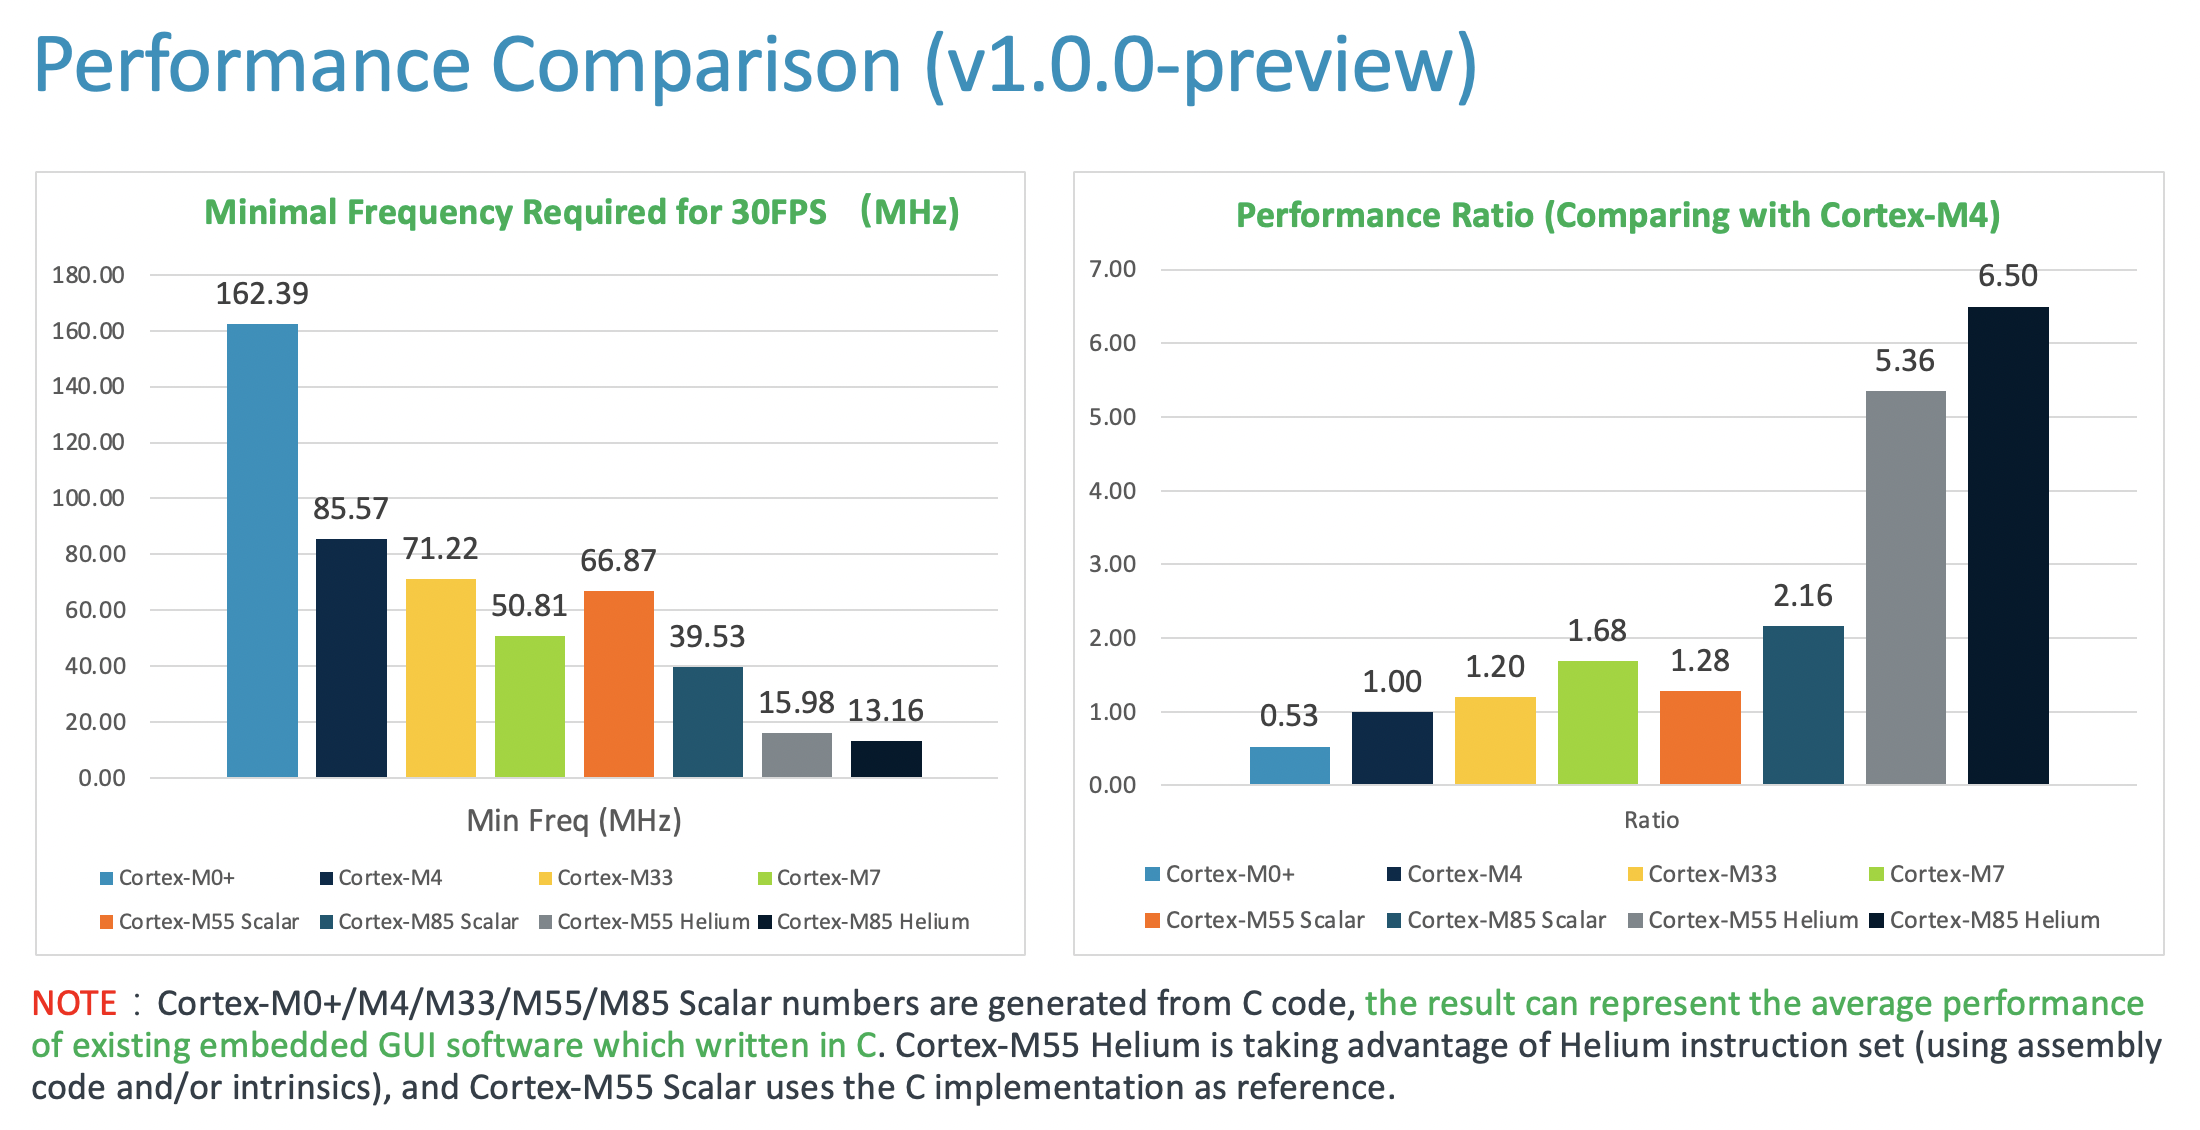 Performance Comparison (v1.0.0-preview)
Minimal Frequency Required for 30FPS （MHz)
180.00
160.00
140.00
120.00
100.00
80.00
60.00
40.00
20.00
0.00
162.39
85.57
71.22
50.81
66.87
39.53
15.98
13.16
Min Freq (MHz)
Cortex-M0+ Cortex-M4 Cortex-M33 Cortex-M7
Cortex-M55 Scalar Cortex-M85 Scalar Cortex-M55 Helium Cortex-M85 Helium
Performance Ratio (Comparing with Cortex-M4)
7.00
6.00
5.00
4.00
3.00
2.00
1.00
0.00
0.53
1.00
1.20
1.68
1.28
2.16
5.36
6.50
Ratio
Cortex-M0+ Cortex-M4 Cortex-M33 Cortex-M7
Cortex-M55 Scalar Cortex-M85 Scalar Cortex-M55 Helium Cortex-M85 Helium
NOTE：Cortex-M0+/M4/M33/M55/M85 Scalar numbers are generated from C code, the result can represent the average performance
of existing embedded GUI software which written in C. Cortex-M55 Helium is taking advantage of Helium instruction set (using assembly
code and/or intrinsics), and Cortex-M55 Scalar uses the C implementation as reference.